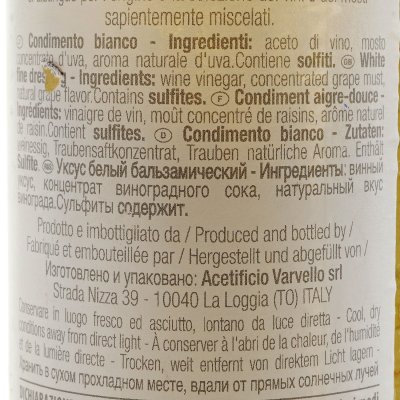 sapientemente miscelati.
Condimento bianco - Ingredienti: aceto di vino, mosto
concentrato d'uva, aroma naturale d'uva.Contiene solfiti. GB White
fine dressing - Ingredients: wine vinegar, concentrated grape must,
natural grape flavor.Contains sulfites. F Condiment aigre-douce -
Ingrédients: vinaigre de vin, moût concentré de raisins, arôme naturel
de raisin.Contient sulfites. D Condimento bianco - Zutaten:
Weinessig, Traubensaftkonzentrat, Trauben natürliche Aroma. Enthält
Sulfite. Уксус белый бальзамический - Ингредиенты: винный
уксус, концентрат виноградного сока, натуральный вкус
винограда.Сульфиты содержит.
Prodotto e imbottigliato da / Produced and bottled by /
Fabriqué et embouteillée par / Hergestellt und abgefüllt von /
Изготовлено и упаковано: Acetificio Varvello srl
Strada Nizza 39 - 10040 La Loggia (TO) ITALY
Conservare in luogo fresco ed asciutto, lontano da luce diretta - Cool, dry
conditions away from direct light - A conserver à l'abri de la chaleur, de l'humidité
et de la lumière directe - Trocken, weit entfernt von direktem Licht lagern -
Хранить в сухом прохладном месте, вдали от прямых солнечных лучей